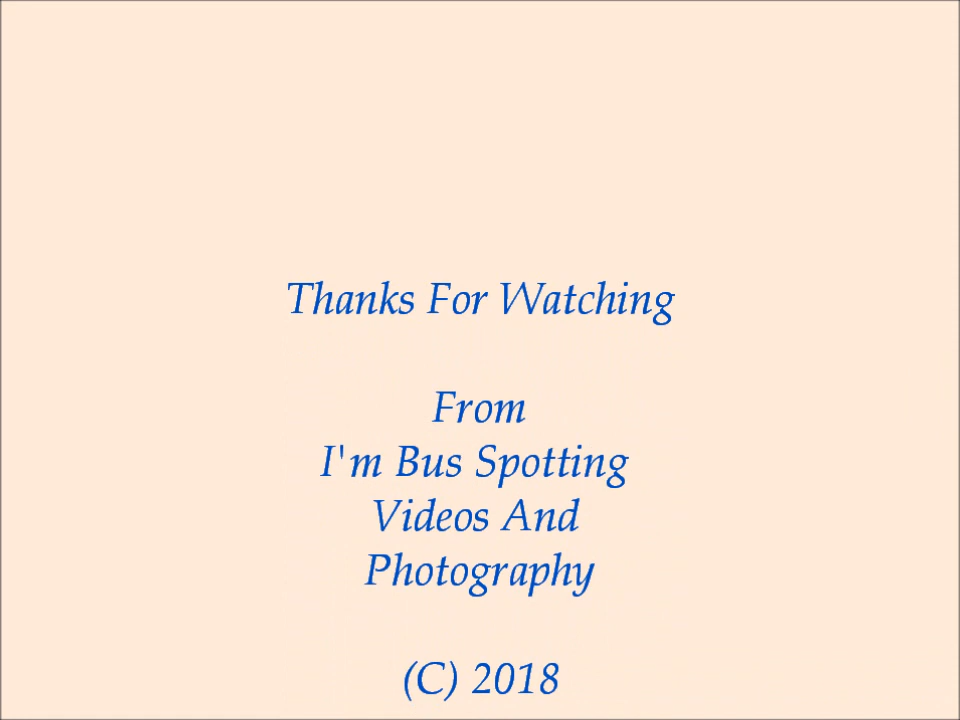 Thanks For Watching
From
I'm Bus Spotting
Videos And
Photography
(C) 2018